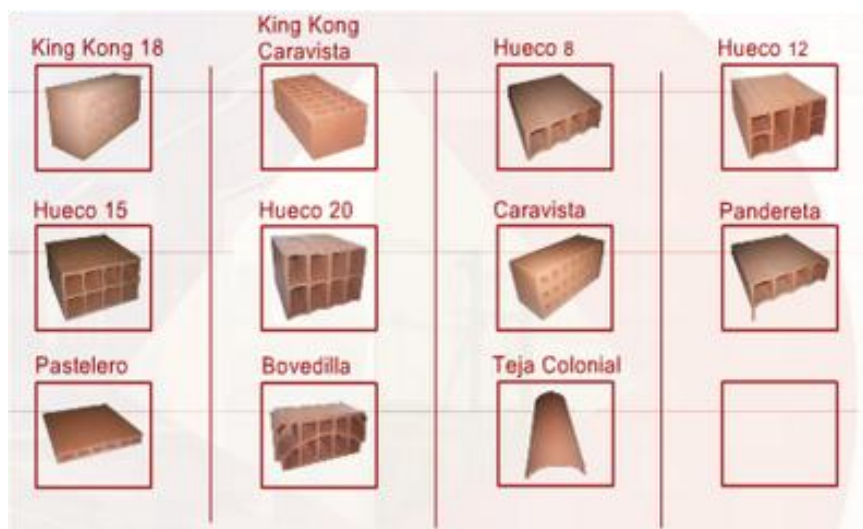 King Kong 18
King Kong
Caravista
Hueco 8
Hueco 12
Hueco 15
Hueco 20
Caravista
Pandereta
Pastelero
Bovedilla
Teja Colonial